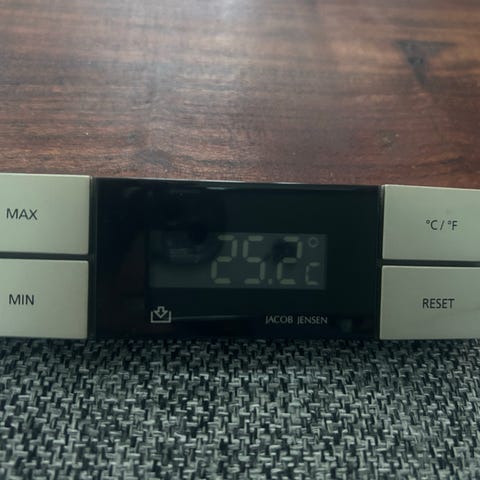 MAX
°C/°F
25.2°C
MIN
RESET
JACOB JENSEN